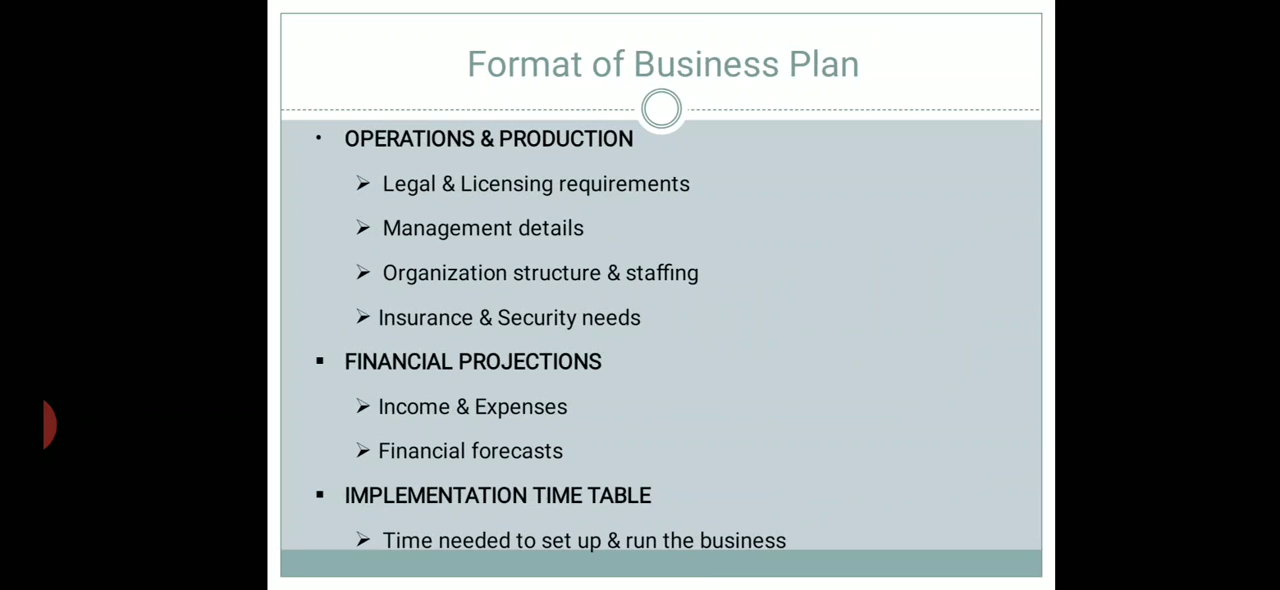 Format of Business Plan
• OPERATIONS & PRODUCTION
➢ Legal & Licensing requirements
➢ Management details
➢ Organization structure & staffing
➢ Insurance & Security needs
▪ FINANCIAL PROJECTIONS
➢ Income & Expenses
➢ Financial forecasts
▪ IMPLEMENTATION TIME TABLE
➢ Time needed to set up & run the business